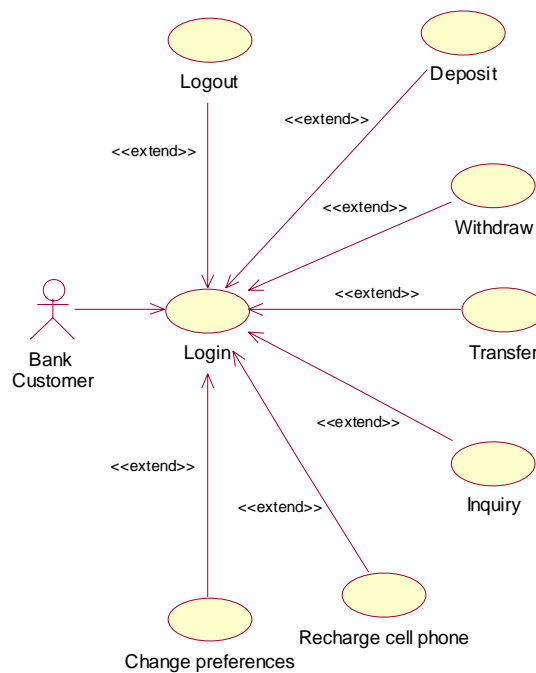 Logout
Deposit
<<extend>>
<<extend>>
<<extend>>
Withdraw
<<extend>>
Bank
Customer
Login
Transfer
<<extend>>
<<extend>>
<<extend>>
Inquiry
Recharge cell phone
Change preferences